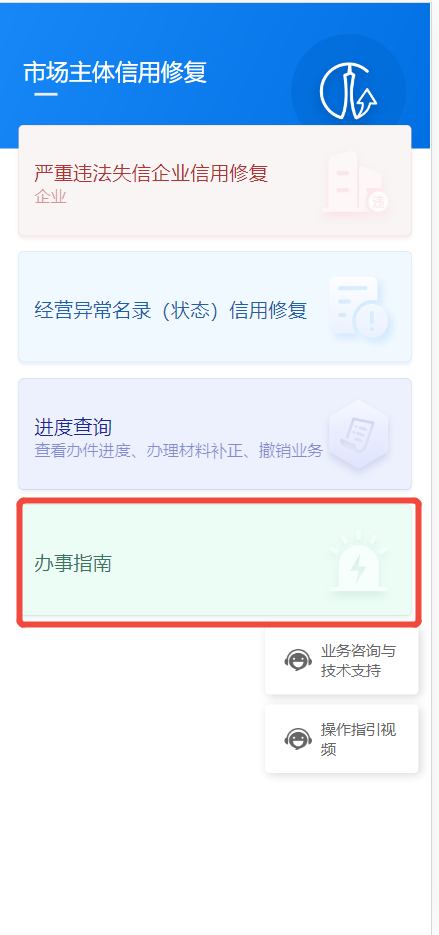 市场主体信用修复
严重违法失信企业信用修复
企业
违
经营异常名录（状态）信用修复
进度查询
查看办件进度、办理材料补正、撤销业务
办事指南
业务咨询与
技术支持
操作指引视
频